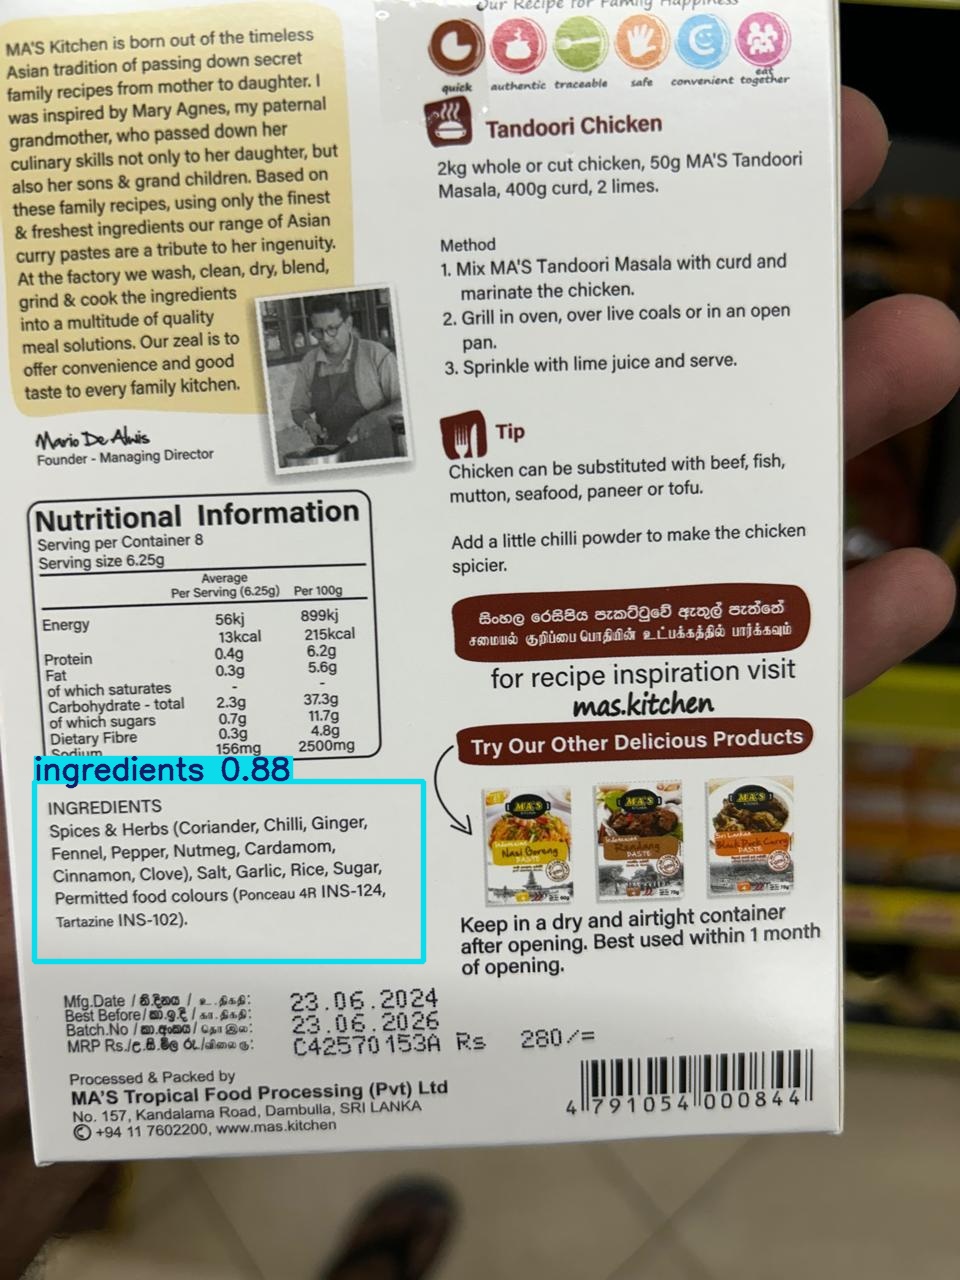 MA'S Kitchen is born out of the timeless
Asian tradition of passing down secret
family recipes from mother to daughter. I
was inspired by Mary Agnes, my paternal
grandmother, who passed down her
culinary skills not only to her daughter, but
also her sons & grand children. Based on
these family recipes, using only the finest
& freshest ingredients our range of Asian
curry pastes are a tribute to her ingenuity.
At the factory we wash, clean, dry, blend,
grind & cook the ingredients
into a multitude of quality
meal solutions. Our zeal is to
offer convenience and good
taste to every family kitchen.
Mario De Alwis
Founder - Managing Director
Nutritional Information
Serving per Container 8
Serving size 6.25g
Average
Per Serving (6.25g) Per 100g
Energy 56kj 899kj
13kcal 215kcal
Protein 0.4g 6.2g
Fat 0.3g 5.6g
of which saturates - -
Carbohydrate - total 2.3g 37.3g
of which sugars 0.7g 11.7g
Dietary Fibre 0.3g 4.8g
Sodium 156mg 2500mg
ingredients 0.88
INGREDIENTS
Spices & Herbs (Coriander, Chilli, Ginger,
Fennel, Pepper, Nutmeg, Cardamom,
Cinnamon, Clove), Salt, Garlic, Rice, Sugar,
Permitted food colours (Ponceau 4R INS-124,
Tartazine INS-102).
Our Recipe for Family Happiness
quick authentic traceable safe convenient eat together
Tandoori Chicken
2kg whole or cut chicken, 50g MA'S Tandoori
Masala, 400g curd, 2 limes.
Method
1. Mix MA'S Tandoori Masala with curd and
marinate the chicken.
2. Grill in oven, over live coals or in an open
pan.
3. Sprinkle with lime juice and serve.
Tip
Chicken can be substituted with beef, fish,
mutton, seafood, paneer or tofu.
Add a little chilli powder to make the chicken
spicier.
සිංහල රෙසිපිය පැකට්ටුවේ ඇතුල් පැත්තේ
சமையல் குறிப்பை பொதியின் உட்பக்கத்தில் பார்க்கவும்
for recipe inspiration visit
mas.kitchen
Try Our Other Delicious Products
MA'S MA'S MA'S
Nasi Goreng PASTE
Rendang PASTE
Sri Lankan Black Pork Curry PASTE
Keep in a dry and airtight container
after opening. Best used within 1 month
of opening.
Mfg.Date / නි.දිනය / உ.திகதி: 23.06.2024
Best Before/ 23.06.2026
Batch.No / C42570153A
MRP Rs./ Rs 280/=
Processed & Packed by
MA'S Tropical Food Processing (Pvt) Ltd
No. 157, Kandalama Road, Dambulla, SRI LANKA
+94 11 7602200, www.mas.kitchen
4 791054 000844